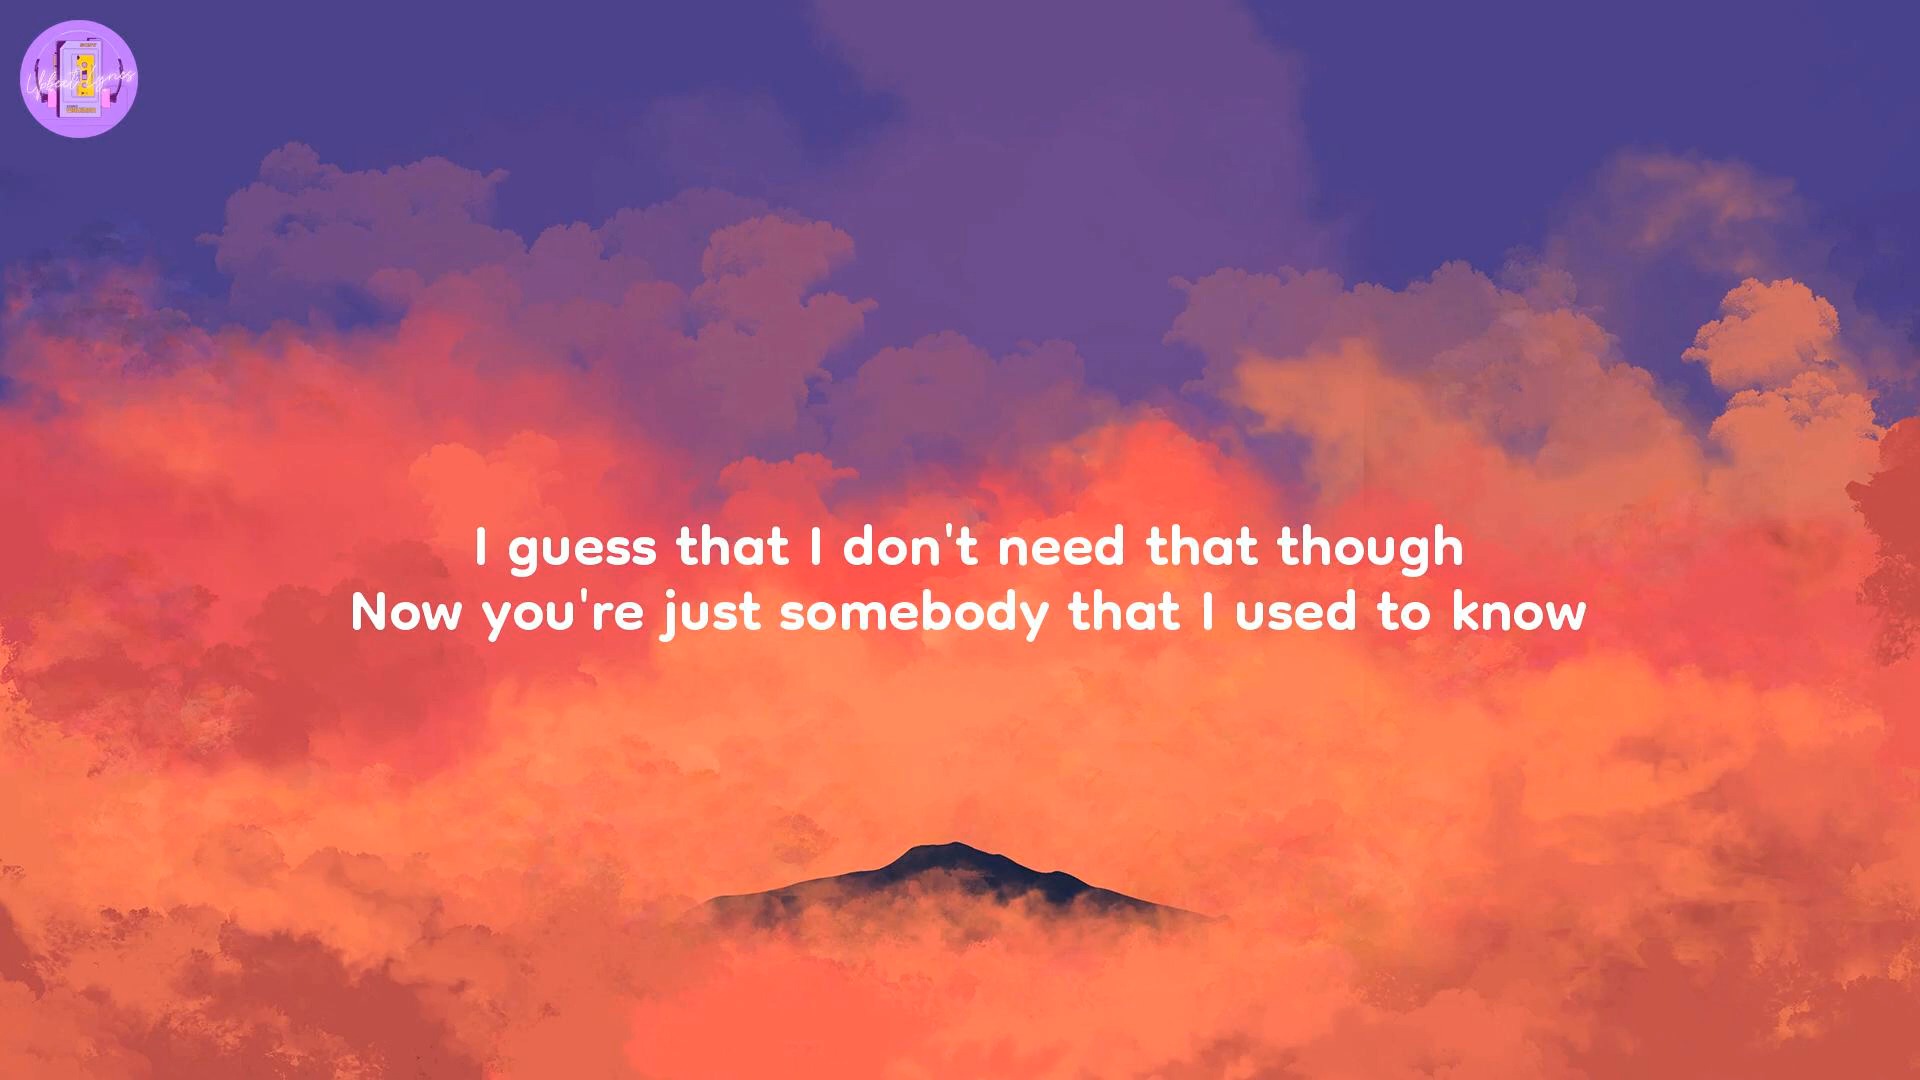 I guess that I don't need that though
Now you're just somebody that I used to know